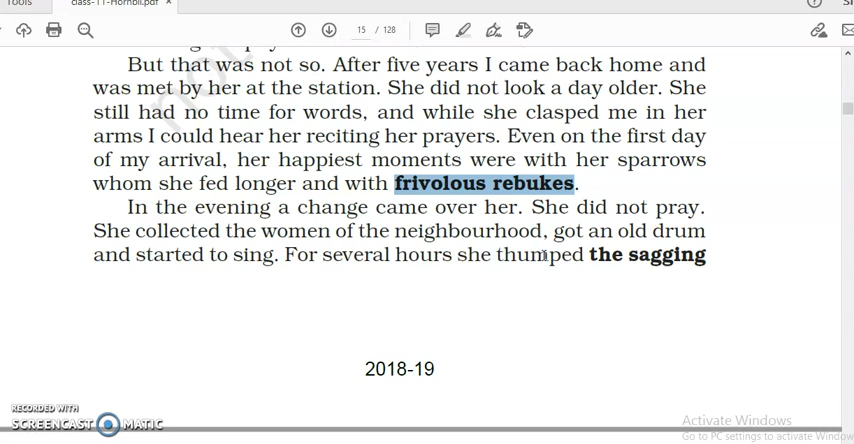 Tools
class-11-Hornbil.pdf ×
15 / 128
But that was not so. After five years I came back home and
was met by her at the station. She did not look a day older. She
still had no time for words, and while she clasped me in her
arms I could hear her reciting her prayers. Even on the first day
of my arrival, her happiest moments were with her sparrows
whom she fed longer and with frivolous rebukes.
In the evening a change came over her. She did not pray.
She collected the women of the neighbourhood, got an old drum
and started to sing. For several hours she thumped the sagging
2018-19
RECORDED WITH
SCREENCAST MATIC
Activate Windows
Go to PC settings to activate Window